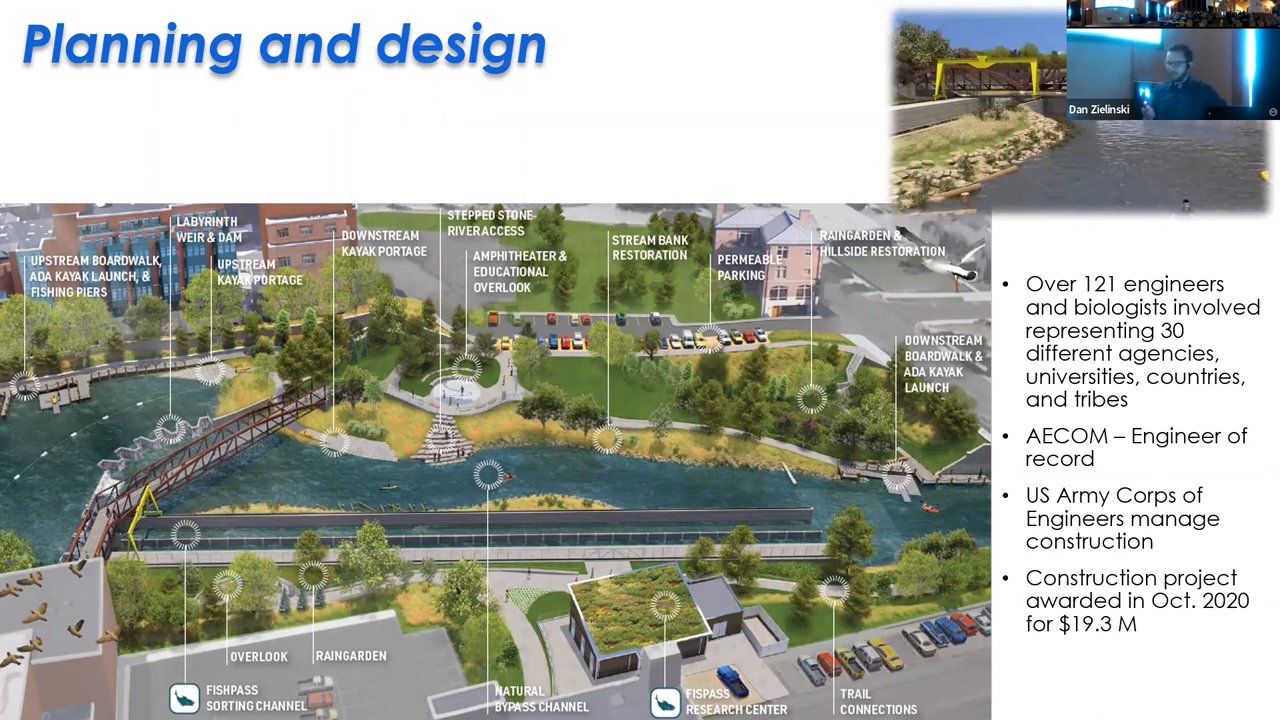 Planning and design
Dan Zielinski
LABYRINTH
WEIR & DAM
STEPPED STONE-
RIVER ACCESS
DOWNSTREAM
KAYAK PORTAGE
STREAM BANK
RESTORATION
RAINGARDEN &
HILLSIDE RESTORATION
UPSTREAM BOARDWALK,
ADA KAYAK LAUNCH, &
FISHING PIERS
UPSTREAM
KAYAK PORTAGE
AMPHITHEATER &
EDUCATIONAL
OVERLOOK
PERMEABLE
PARKING
DOWNSTREAM
BOARDWALK &
ADA KAYAK
LAUNCH
OVERLOOK
RAINGARDEN
FISHPASS
SORTING CHANNEL
NATURAL
BYPASS CHANNEL
FISPASS
RESEARCH CENTER
TRAIL
CONNECTIONS
• Over 121 engineers
and biologists involved
representing 30
different agencies,
universities, countries,
and tribes
• AECOM – Engineer of
record
• US Army Corps of
Engineers manage
construction
• Construction project
awarded in Oct. 2020
for $19.3 M